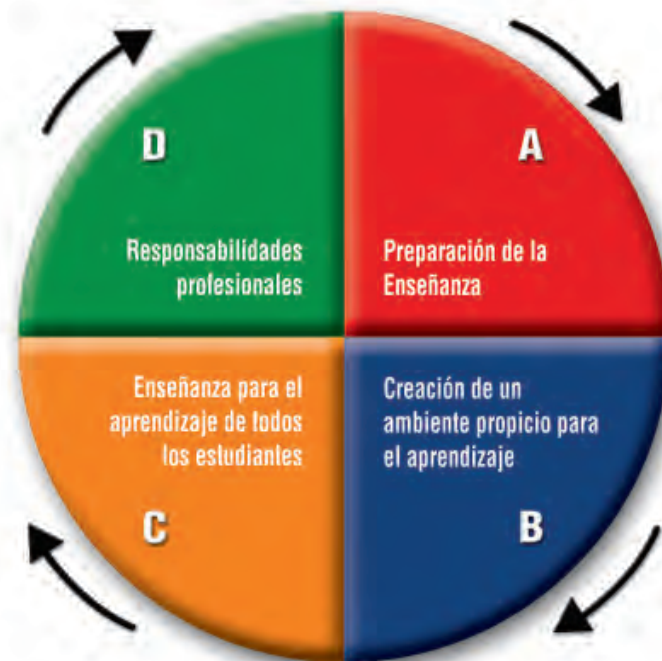 D
Responsabilidades
profesionales
A
Preparación de la
Enseñanza
Enseñanza para el
aprendizaje de todos
los estudiantes
C
Creación de un
ambiente propicio para
el aprendizaje
B